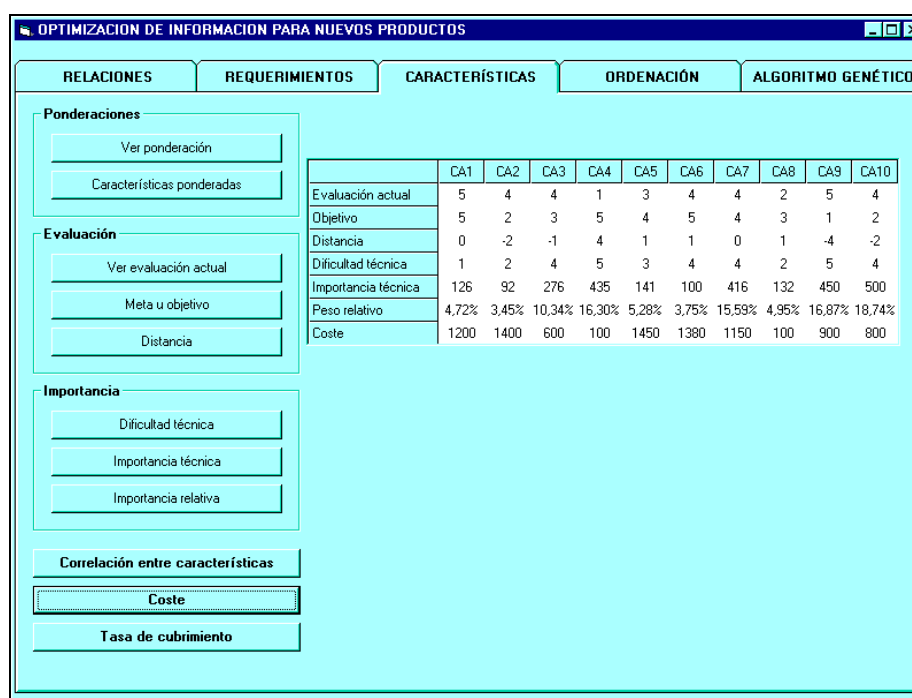 OPTIMIZACION DE INFORMACION PARA NUEVOS PRODUCTOS
RELACIONES REQUERIMIENTOS CARACTERÍSTICAS ORDENACIÓN ALGORITMO GENÉTICO
Ponderaciones
Ver ponderación
Características ponderadas
Evaluación
Ver evaluación actual
Meta u objetivo
Distancia
Importancia
Dificultad técnica
Importancia técnica
Importancia relativa
Correlación entre características
Coste
Tasa de cubrimiento
CA1 CA2 CA3 CA4 CA5 CA6 CA7 CA8 CA9 CA10
Evaluación actual 5 4 4 1 3 4 4 2 5 4
Objetivo 5 2 3 5 4 5 4 3 1 2
Distancia 0 -2 -1 4 1 1 0 1 -4 -2
Dificultad técnica 1 2 4 5 3 4 4 2 5 4
Importancia técnica 126 92 276 435 141 100 416 132 450 500
Peso relativo 4,72% 3,45% 10,34% 16,30% 5,28% 3,75% 15,59% 4,95% 16,87% 18,74%
Coste 1200 1400 600 100 1450 1380 1150 100 900 800